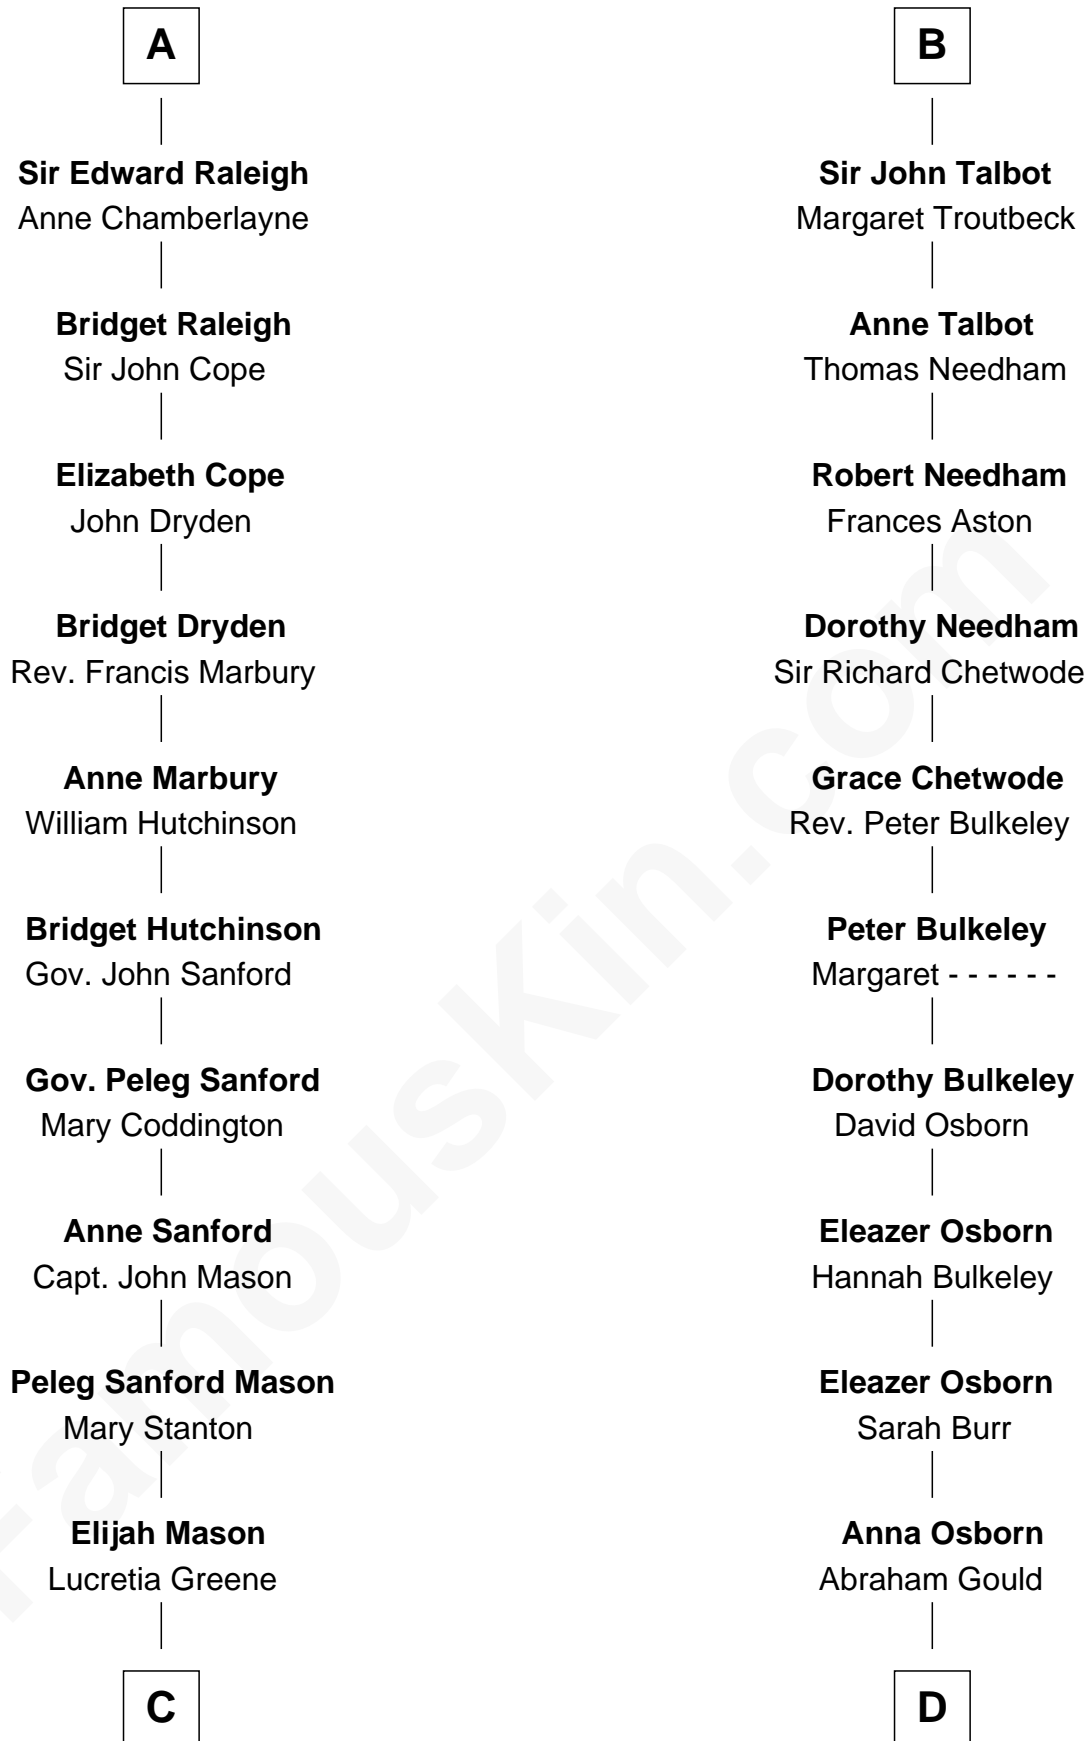 A
Sir Edward Raleigh
Anne Chamberlayne
Bridget Raleigh
Sir John Cope
Elizabeth Cope
John Dryden
Bridget Dryden
Rev. Francis Marbury
Anne Marbury
William Hutchinson
Bridget Hutchinson
Gov. John Sanford
Gov. Peleg Sanford
Mary Coddington
Anne Sanford
Capt. John Mason
Peleg Sanford Mason
Mary Stanton
Elijah Mason
Lucretia Greene
C
B
Sir John Talbot
Margaret Troutbeck
Anne Talbot
Thomas Needham
Robert Needham
Frances Aston
Dorothy Needham
Sir Richard Chetwode
Grace Chetwode
Rev. Peter Bulkeley
Peter Bulkeley
Margaret - - - - - -
Dorothy Bulkeley
David Osborn
Eleazer Osborn
Hannah Bulkeley
Eleazer Osborn
Sarah Burr
Anna Osborn
Abraham Gould
D
FamousKin.com